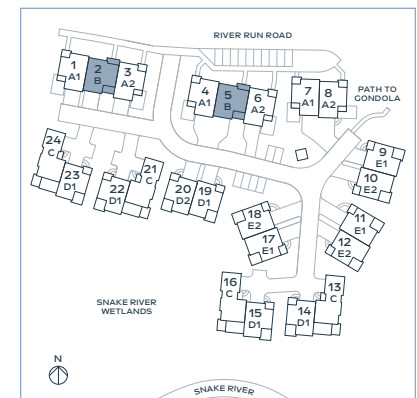 RIVER RUN ROAD
1
A1
2
B
3
A2
4
A1
5
B
6
A2
7
A1
8
A2
PATH TO
GONDOLA
24
C
23
D1
22
D1
21
C
20
D2
19
D1
9
E1
10
E2
18
E2
17
E1
11
E1
12
E2
16
C
15
D1
14
D1
13
C
SNAKE RIVER
WETLANDS
N
SNAKE RIVER